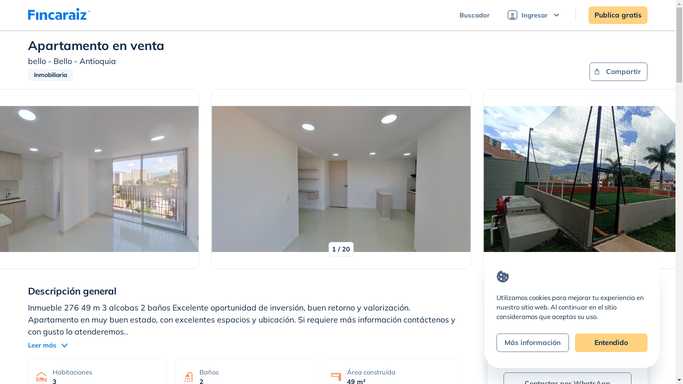 Fincaraiz
Buscador
Ingresar
Publica gratis
Apartamento en venta
bello - Bello - Antioquia
Inmobiliaria
Compartir
1 / 20
Descripción general
Inmueble 276 49 m 3 alcobas 2 baños Excelente oportunidad de inversión, buen retorno y valorización.
Apartamento en muy buen estado, con excelentes espacios y ubicación. Si requiere más información contáctenos y
con gusto lo atenderemos...
Leer más
Habitaciones
3
Baños
2
Área construida
49 m²
Utilizamos cookies para mejorar tu experiencia en
nuestro sitio web. Al continuar en el sitio
consideramos que aceptas su uso.
Más información
Entendido
Contactar por WhatsApp